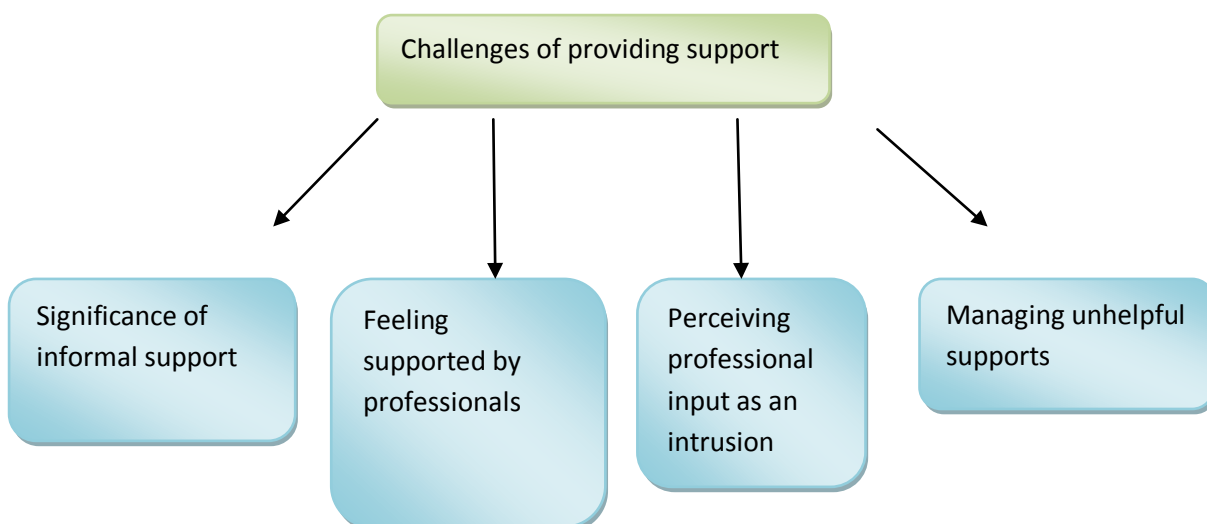 Challenges of providing support
Significance of
informal support
Feeling
supported by
professionals
Perceiving
professional
input as an
intrusion
Managing unhelpful
supports